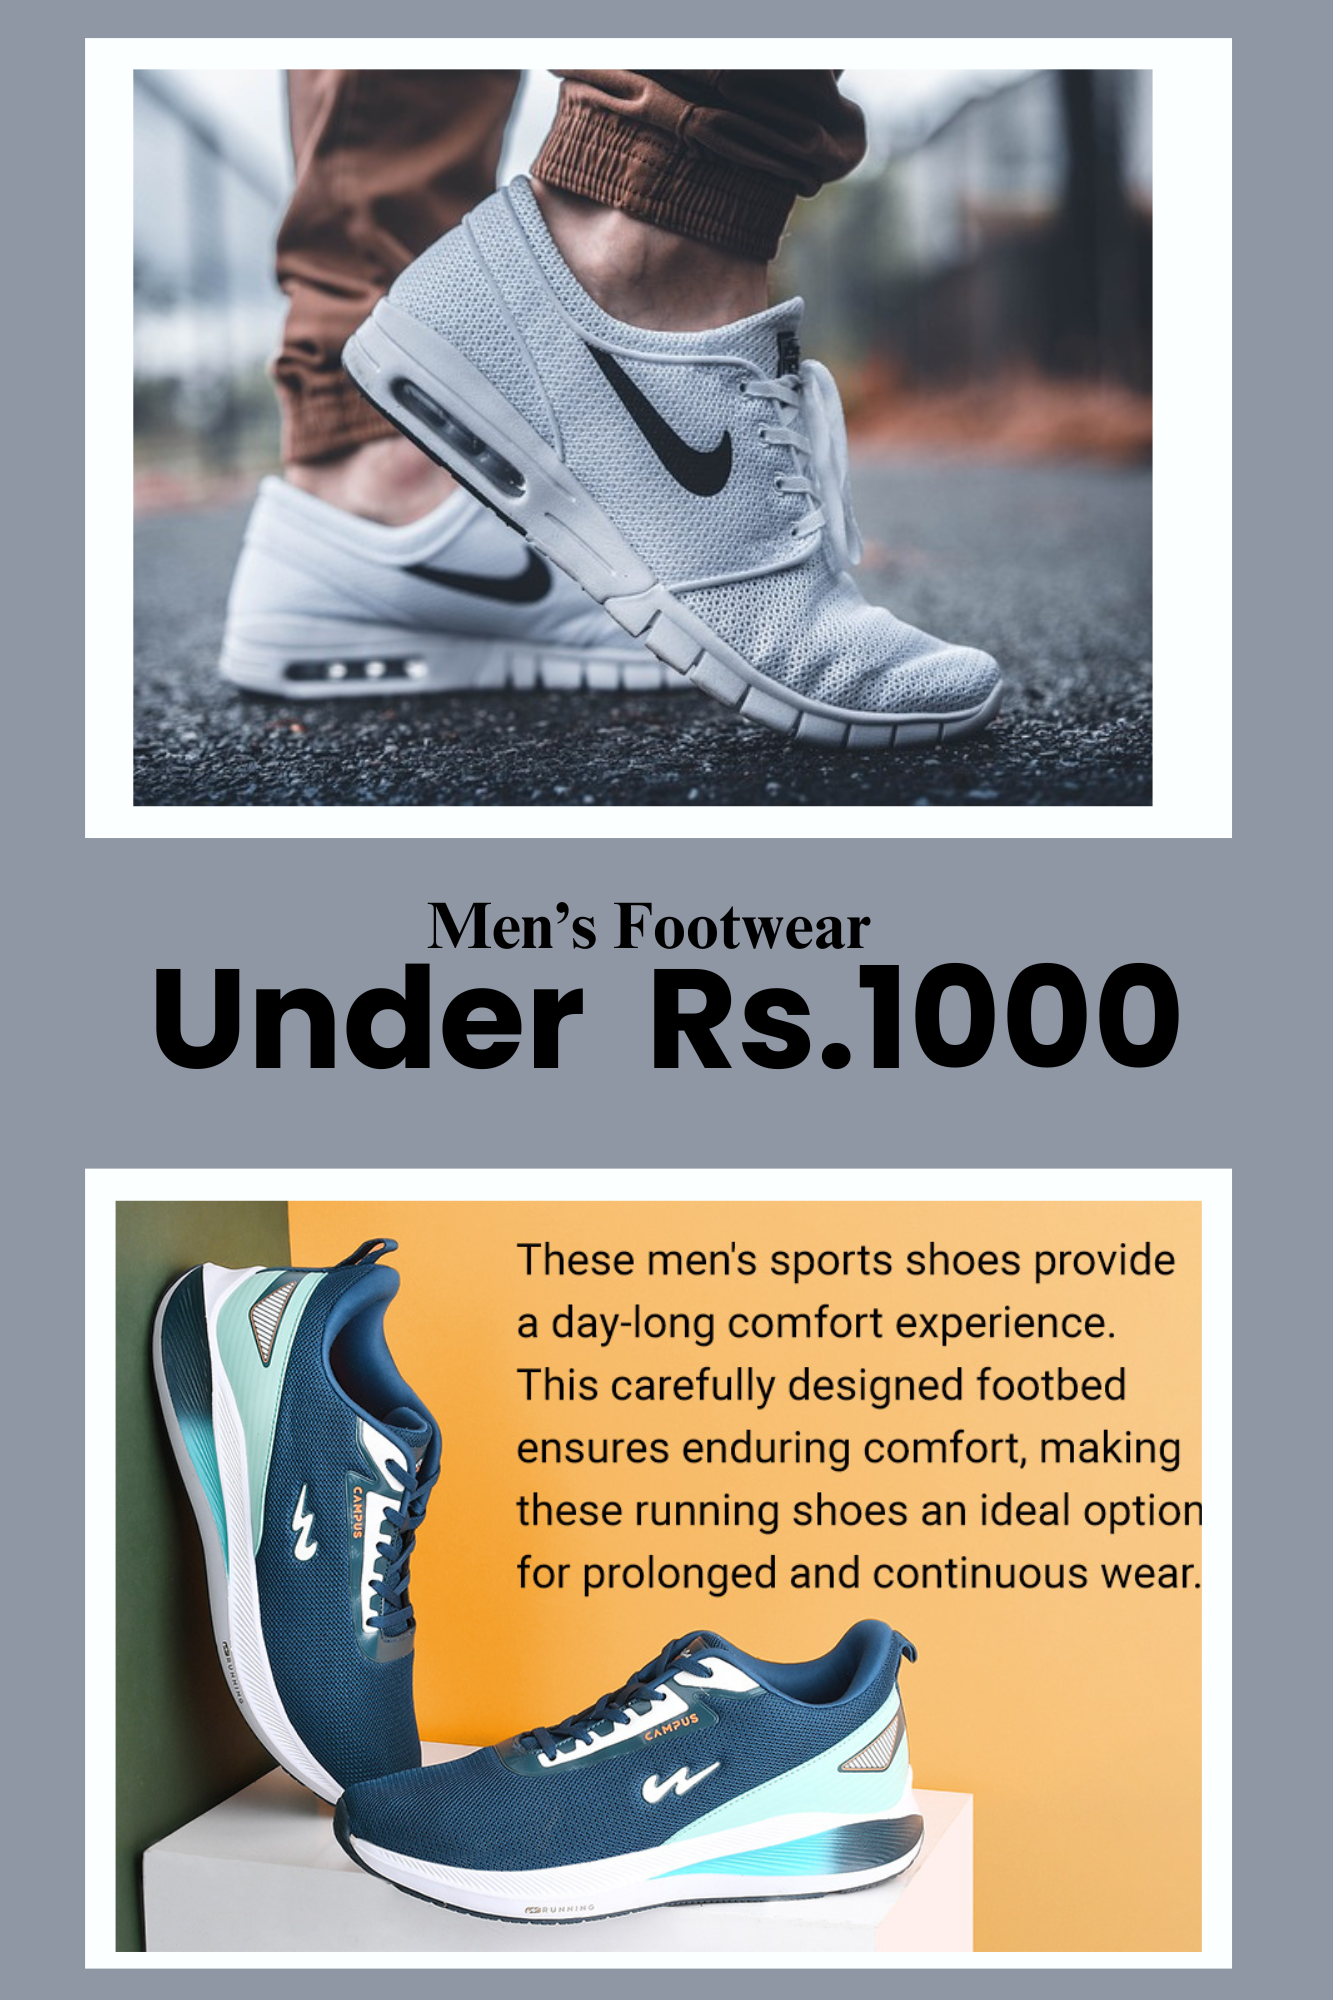 Men’s Footwear
Under Rs.1000
These men's sports shoes provide
a day-long comfort experience.
This carefully designed footbed
ensures enduring comfort, making
these running shoes an ideal option
for prolonged and continuous wear.
CAMPUS
RUNNING
CAMPUS
RUNNING